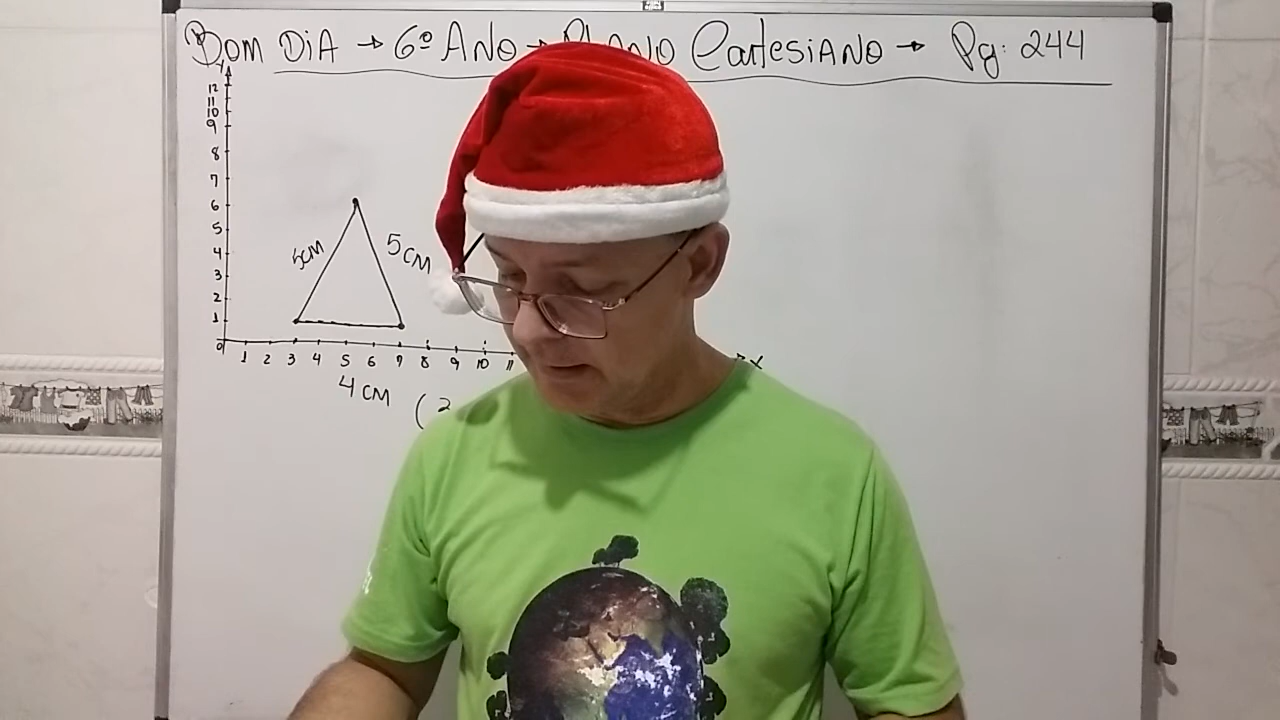 Bom DiA → 6º ANO → PlANO CartesiANO → Pg: 244
y
12
11
10
9
8
7
6
5
4
3
2
1
0
5cm 5cm
1 2 3 4 5 6 7 8 9 10 11 x
4 cm
(